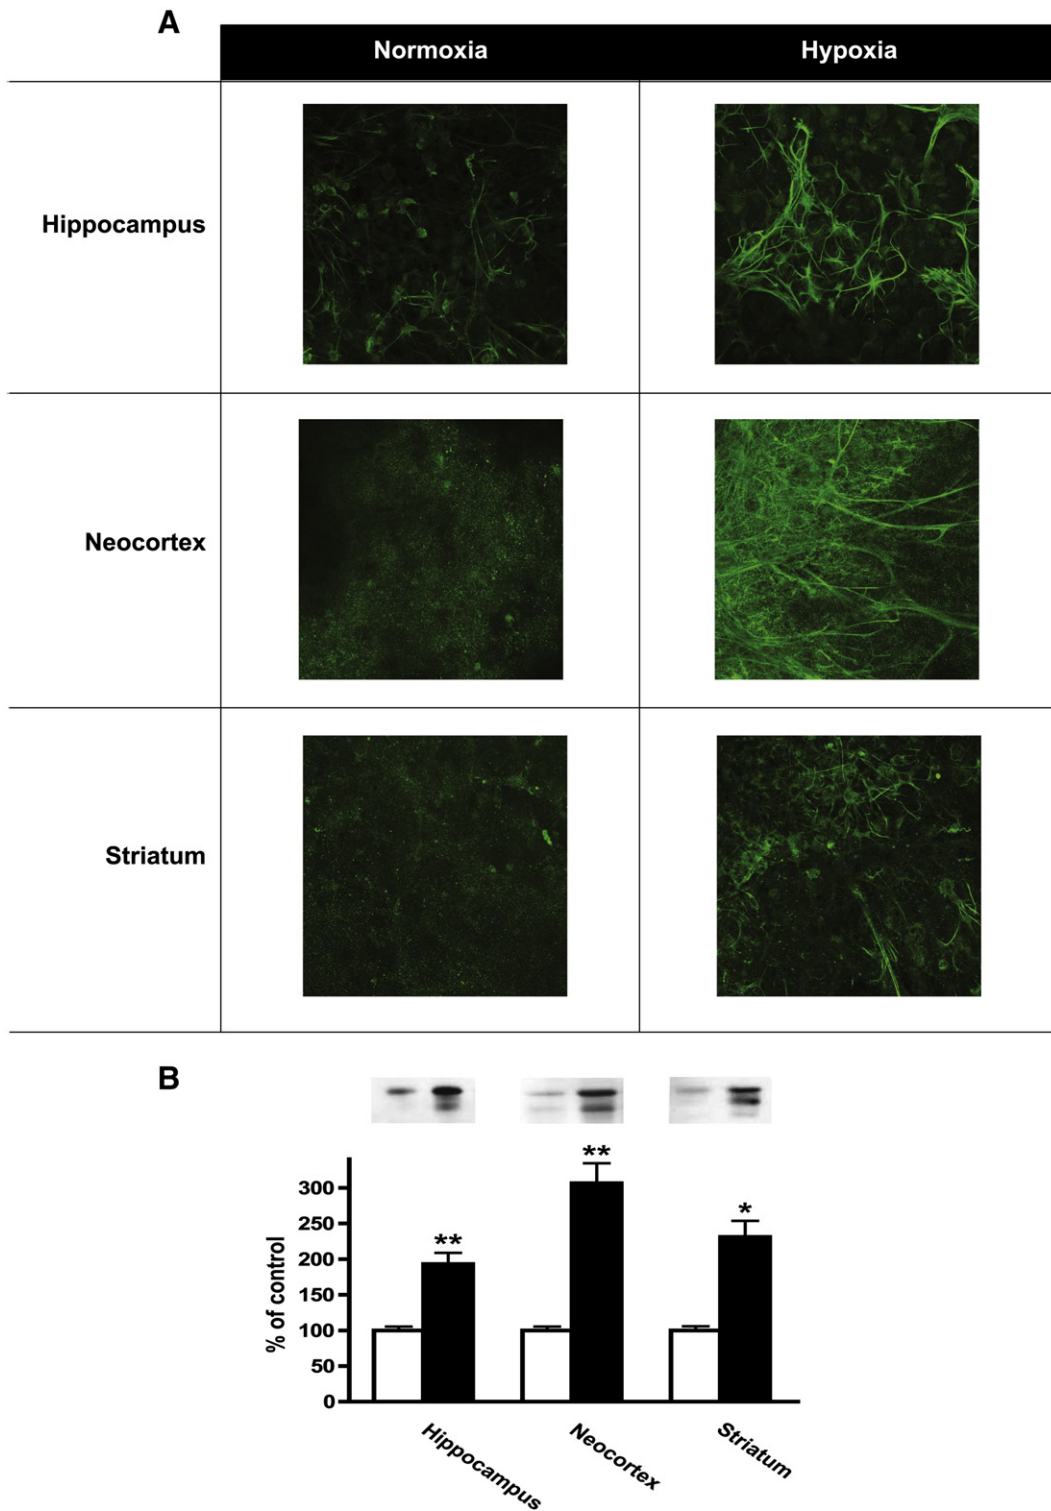 A
Normoxia Hypoxia
Hippocampus
Neocortex
Striatum
B
** ** *
% of control
300
250
200
150
100
50
0
Hippocampus Neocortex Striatum